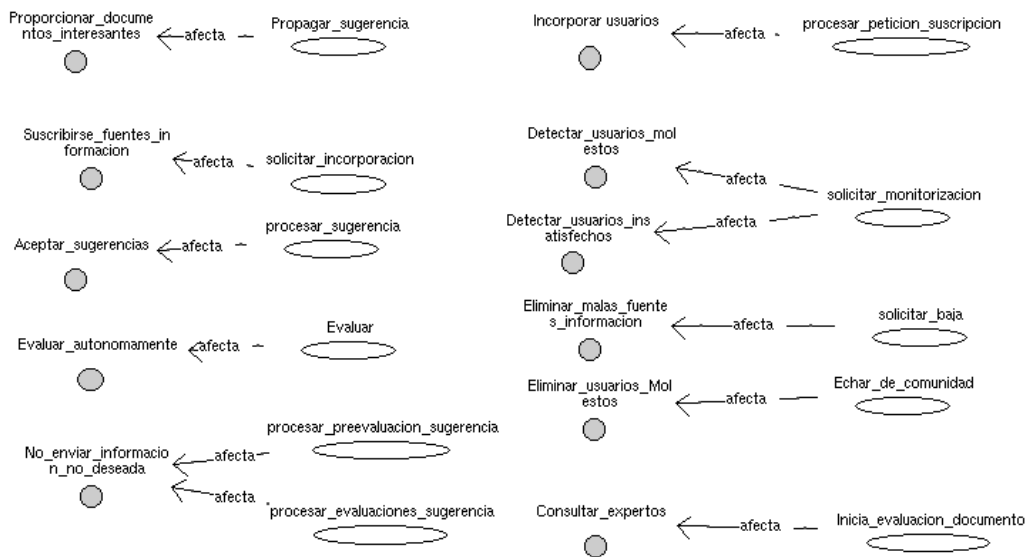 Proporcionar_docume
ntos_interesantes
afecta
Propagar_sugerencia
Incorporar usuarios
afecta
procesar_peticion_suscripcion
Suscribirse_fuentes_in
formacion
afecta
solicitar_incorporacion
Detectar_usuarios_mol
estos
afecta
solicitar_monitorizacion
Aceptar_sugerencias
afecta
procesar_sugerencia
Detectar_usuarios_ins
atisfechos
afecta
Evaluar_autonomamente
afecta
Evaluar
Eliminar_malas_fuente
s_informacion
afecta
solicitar_baja
Eliminar_usuarios_Mol
estos
afecta
Echar_de_comunidad
No_enviar_informacio
n_no_deseada
afecta
procesar_preevaluacion_sugerencia
afecta
procesar_evaluaciones_sugerencia
Consultar_expertos
afecta
Inicia_evaluacion_documento